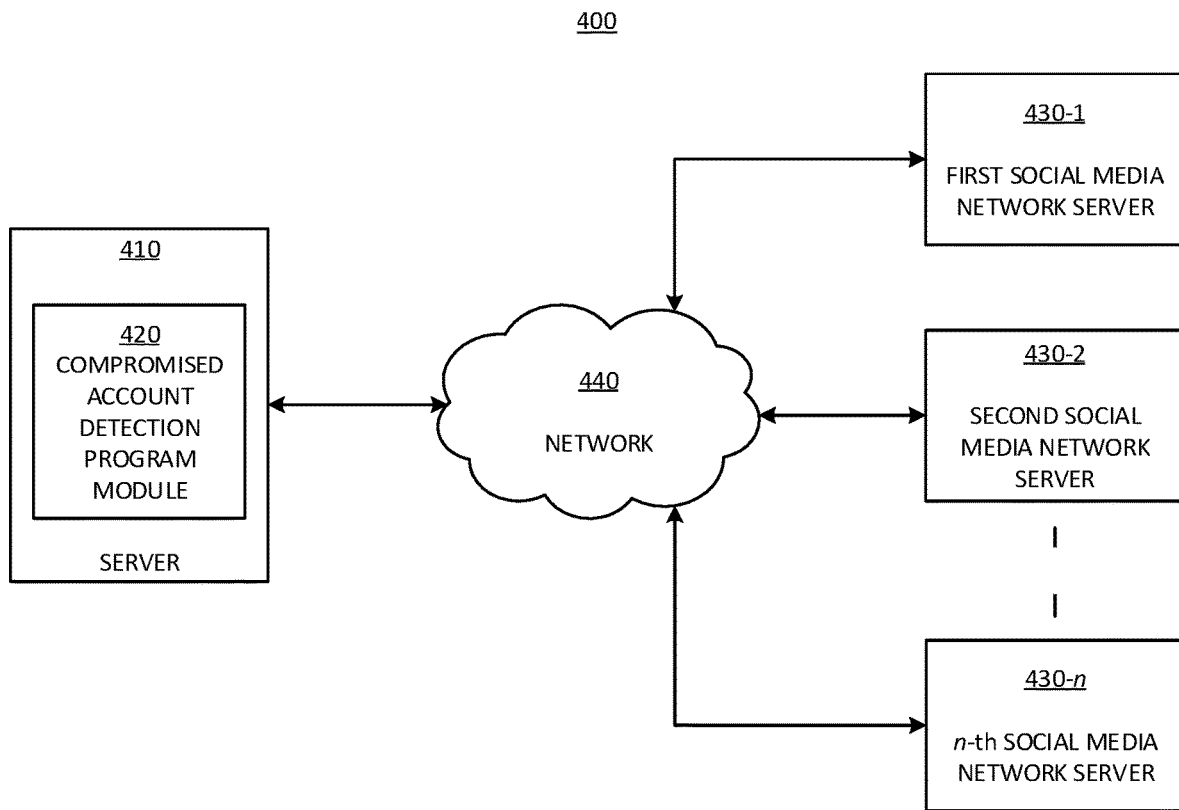 400
410
420
COMPROMISED
ACCOUNT
DETECTION
PROGRAM
MODULE
SERVER
440
NETWORK
430-1
FIRST SOCIAL MEDIA
NETWORK SERVER
430-2
SECOND SOCIAL
MEDIA NETWORK
SERVER
430-n
n-th SOCIAL MEDIA
NETWORK SERVER